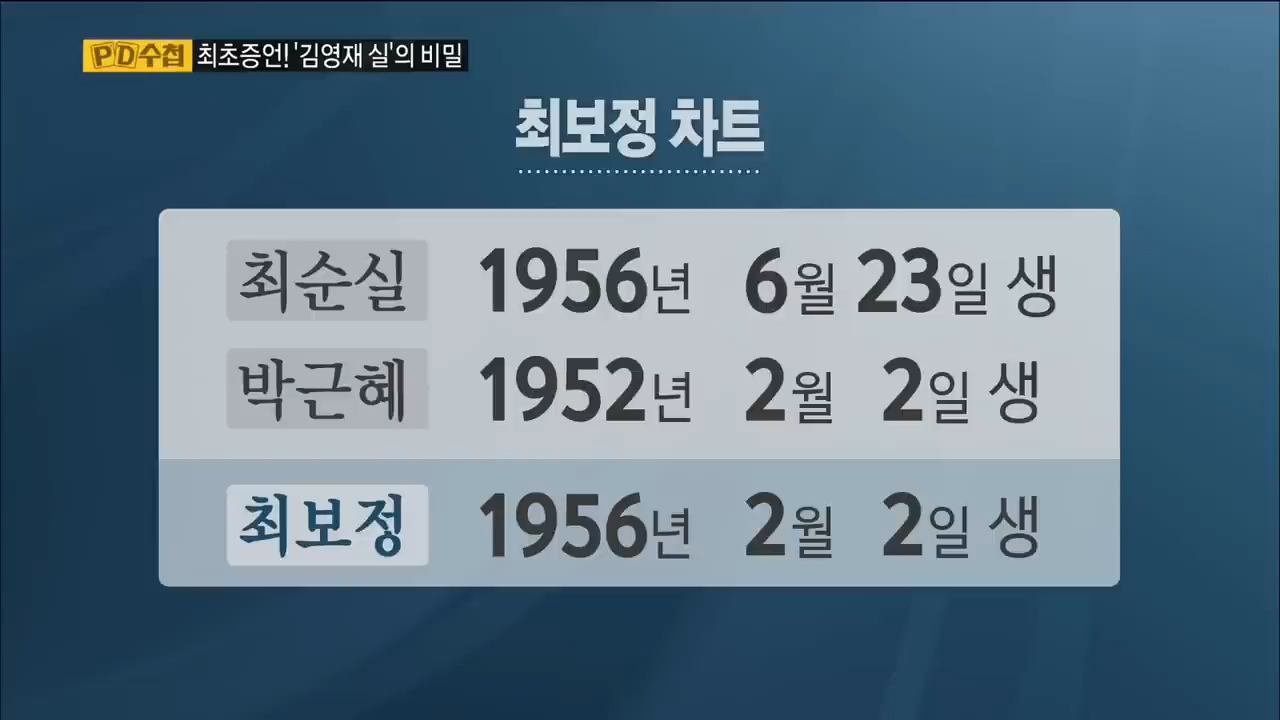 PD수첩 최초증언! '김영재 실'의 비밀
최보정 차트
최순실 1956년 6월 23일 생
박근혜 1952년 2월 2일 생
최보정 1956년 2월 2일 생